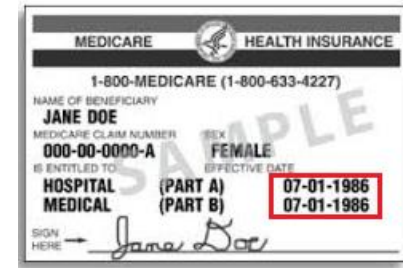 MEDICARE HEALTH INSURANCE
1-800-MEDICARE (1-800-633-4227)
NAME OF BENEFICIARY
JANE DOE
MEDICARE CLAIM NUMBER SEX
000-00-0000-A FEMALE
IS ENTITLED TO EFFECTIVE DATE
HOSPITAL (PART A) 07-01-1986
MEDICAL (PART B) 07-01-1986
SIGN HERE → Jane Doe
SAMPLE